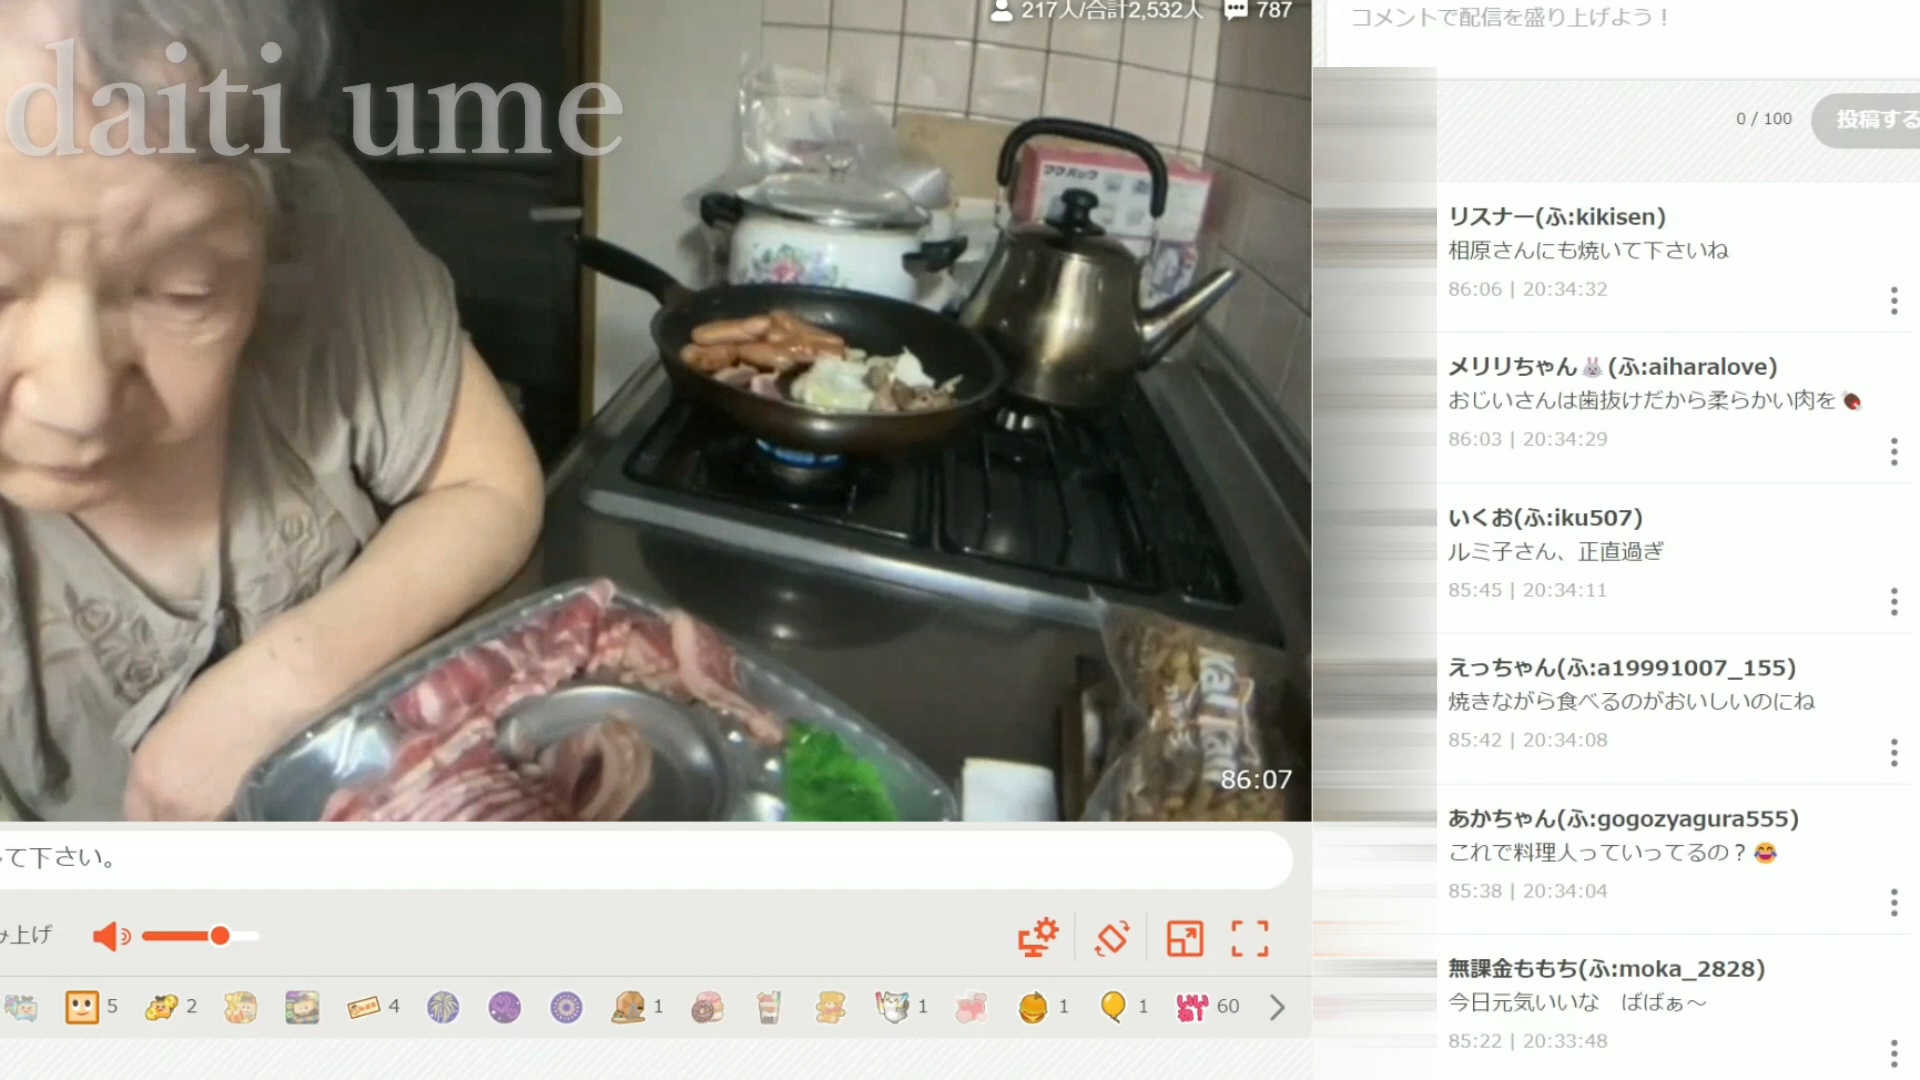 217人/合計2,532人 787
daiti ume
ママパック
86:07
て下さい。
み上げ
5
2
4
1
1
1
1
60
コメントで配信を盛り上げよう！
0 / 100
投稿する
リスナー(ふ:kikisen)
相原さんにも焼いて下さいね
86:06 | 20:34:32
メリリちゃん🐰(ふ:aiharalove)
おじいさんは歯抜けだから柔らかい肉を🍖
86:03 | 20:34:29
いくお(ふ:iku507)
ルミ子さん、正直過ぎ
85:45 | 20:34:11
えっちゃん(ふ:a19991007_155)
焼きながら食べるのがおいしいのにね
85:42 | 20:34:08
あかちゃん(ふ:gogozyagura555)
これで料理人っていってるの？😂
85:38 | 20:34:04
無課金ももち(ふ:moka_2828)
今日元気いいな　ばばぁ～
85:22 | 20:33:48